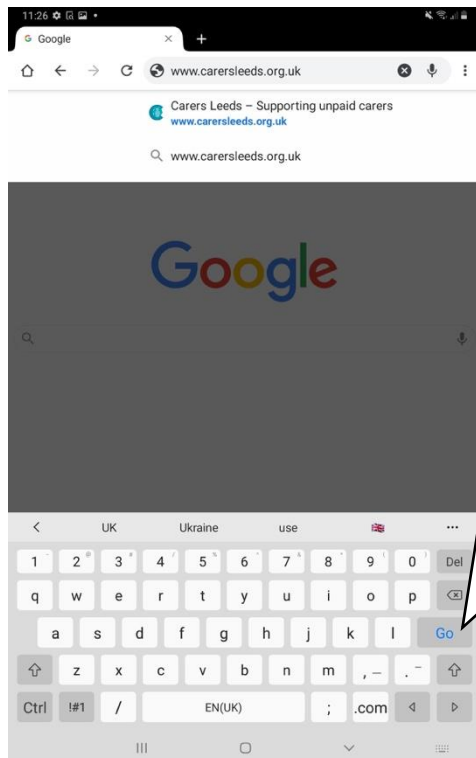 11:26
Google
www.carersleeds.org.uk
Carers Leeds – Supporting unpaid carers
www.carersleeds.org.uk
www.carersleeds.org.uk
Google
UK Ukraine use
1 2 3 4 5 6 7 8 9 0 Del
q w e r t y u i o p
a s d f g h j k l Go
z x c v b n m , – . -
Ctrl !#1 / EN(UK) ; .com